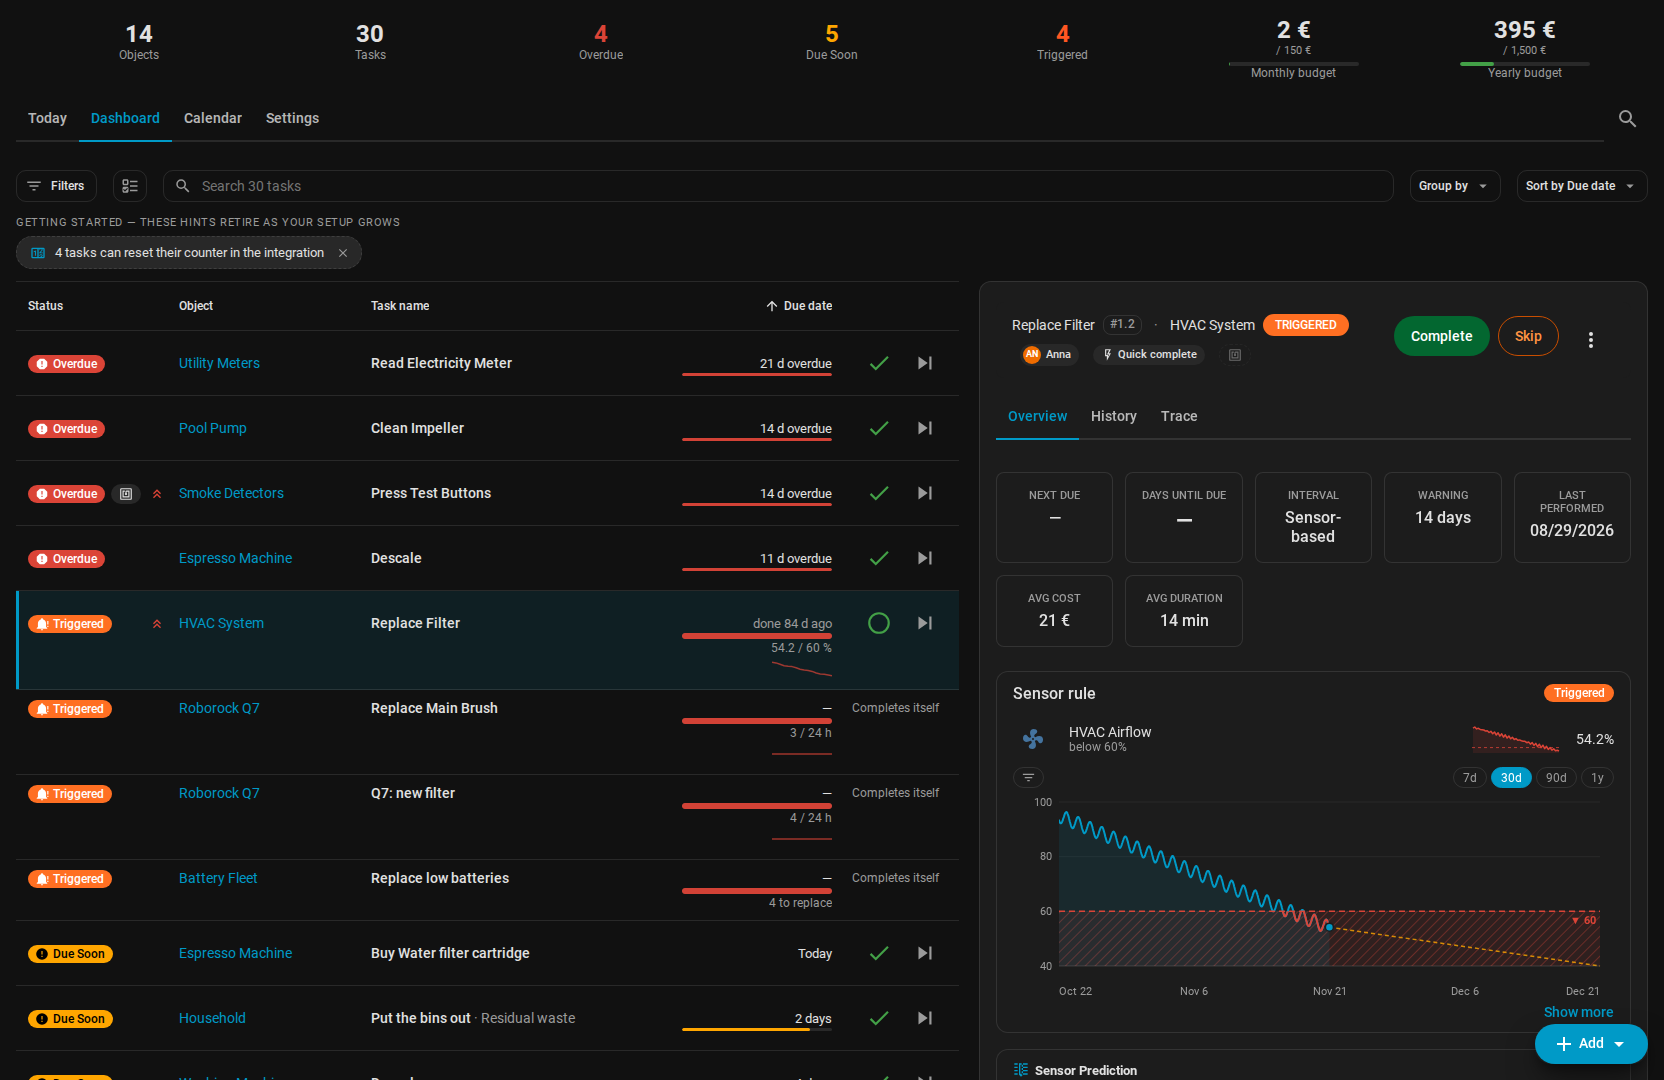 14
Objects
30
Tasks
4
Overdue
5
Due Soon
4
Triggered
2 €
/ 150 €
Monthly budget
395 €
/ 1,500 €
Yearly budget
Today
Dashboard
Calendar
Settings
Filters
Search 30 tasks
Group by
Sort by Due date
GETTING STARTED — THESE HINTS RETIRE AS YOUR SETUP GROWS
4 tasks can reset their counter in the integration
Status
Object
Task name
Due date
Overdue
Utility Meters
Read Electricity Meter
21 d overdue
Overdue
Pool Pump
Clean Impeller
14 d overdue
Overdue
Smoke Detectors
Press Test Buttons
14 d overdue
Overdue
Espresso Machine
Descale
11 d overdue
Triggered
HVAC System
Replace Filter
done 84 d ago
54.2 / 60 %
Triggered
Roborock Q7
Replace Main Brush
—
Completes itself
3 / 24 h
Triggered
Roborock Q7
Q7: new filter
—
Completes itself
4 / 24 h
Triggered
Battery Fleet
Replace low batteries
—
Completes itself
4 to replace
Due Soon
Espresso Machine
Buy Water filter cartridge
Today
Due Soon
Household
Put the bins out · Residual waste
2 days
Replace Filter #1.2 · HVAC System TRIGGERED
AN Anna
Quick complete
Complete
Skip
Overview
History
Trace
NEXT DUE
—
DAYS UNTIL DUE
—
INTERVAL
Sensor-
based
WARNING
14 days
LAST
PERFORMED
08/29/2026
AVG COST
21 €
AVG DURATION
14 min
Sensor rule
Triggered
HVAC Airflow
below 60%
54.2%
7d
30d
90d
1y
100
80
60
40
▼ 60
Oct 22
Nov 6
Nov 21
Dec 6
Dec 21
Show more
Add
Sensor Prediction